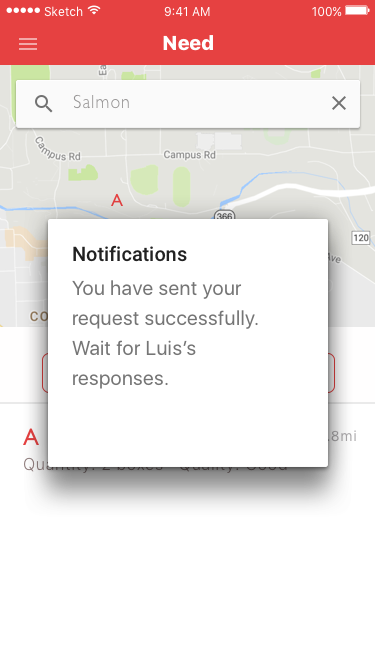 Sketch 9:41 AM 100%
Need
Ea
Salmon
Campus Rd
Campus Rd
A
366
120
Ave
CO
Notifications
You have sent your
request successfully.
Wait for Luis’s
responses.
A .8mi
Quantity: 2 boxes Quality: Good